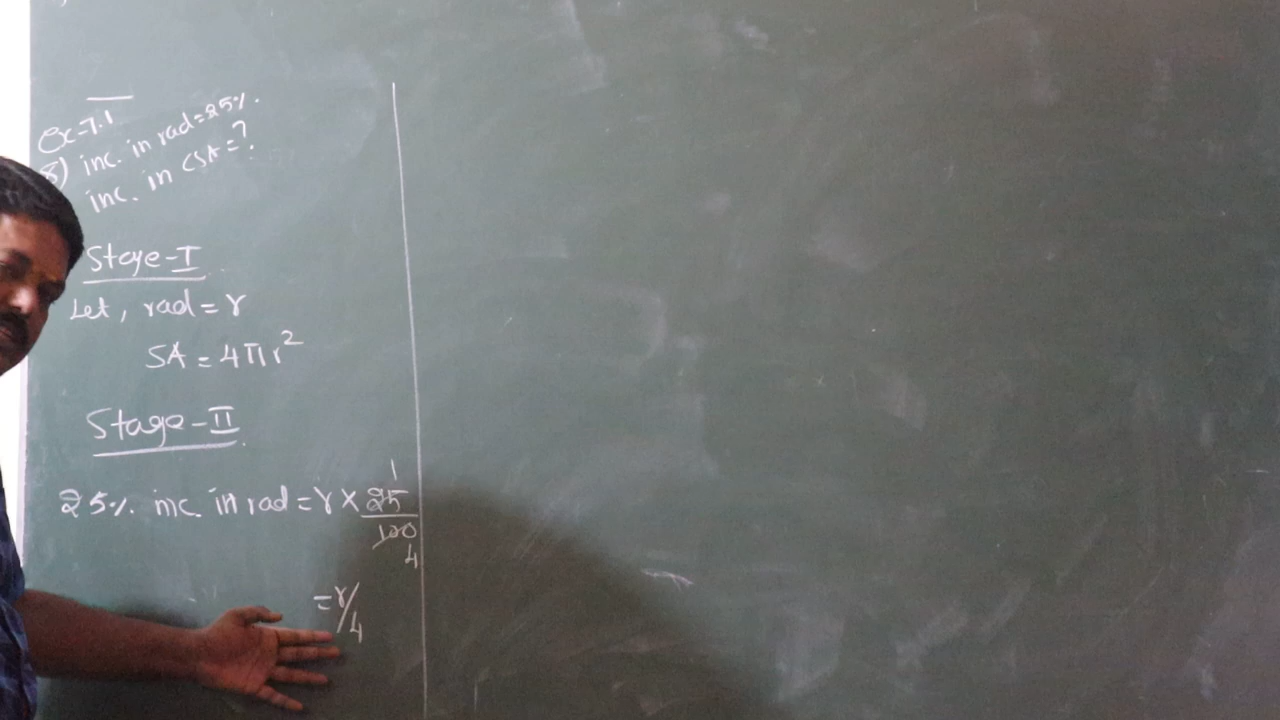 Ex-7.1
8) inc. in rad=25%.
inc. in CSA=?
Stage-I
Let, rad=r
SA=4πr²
Stage-II
25% inc. in rad=r×25/100
1
4
=r/4